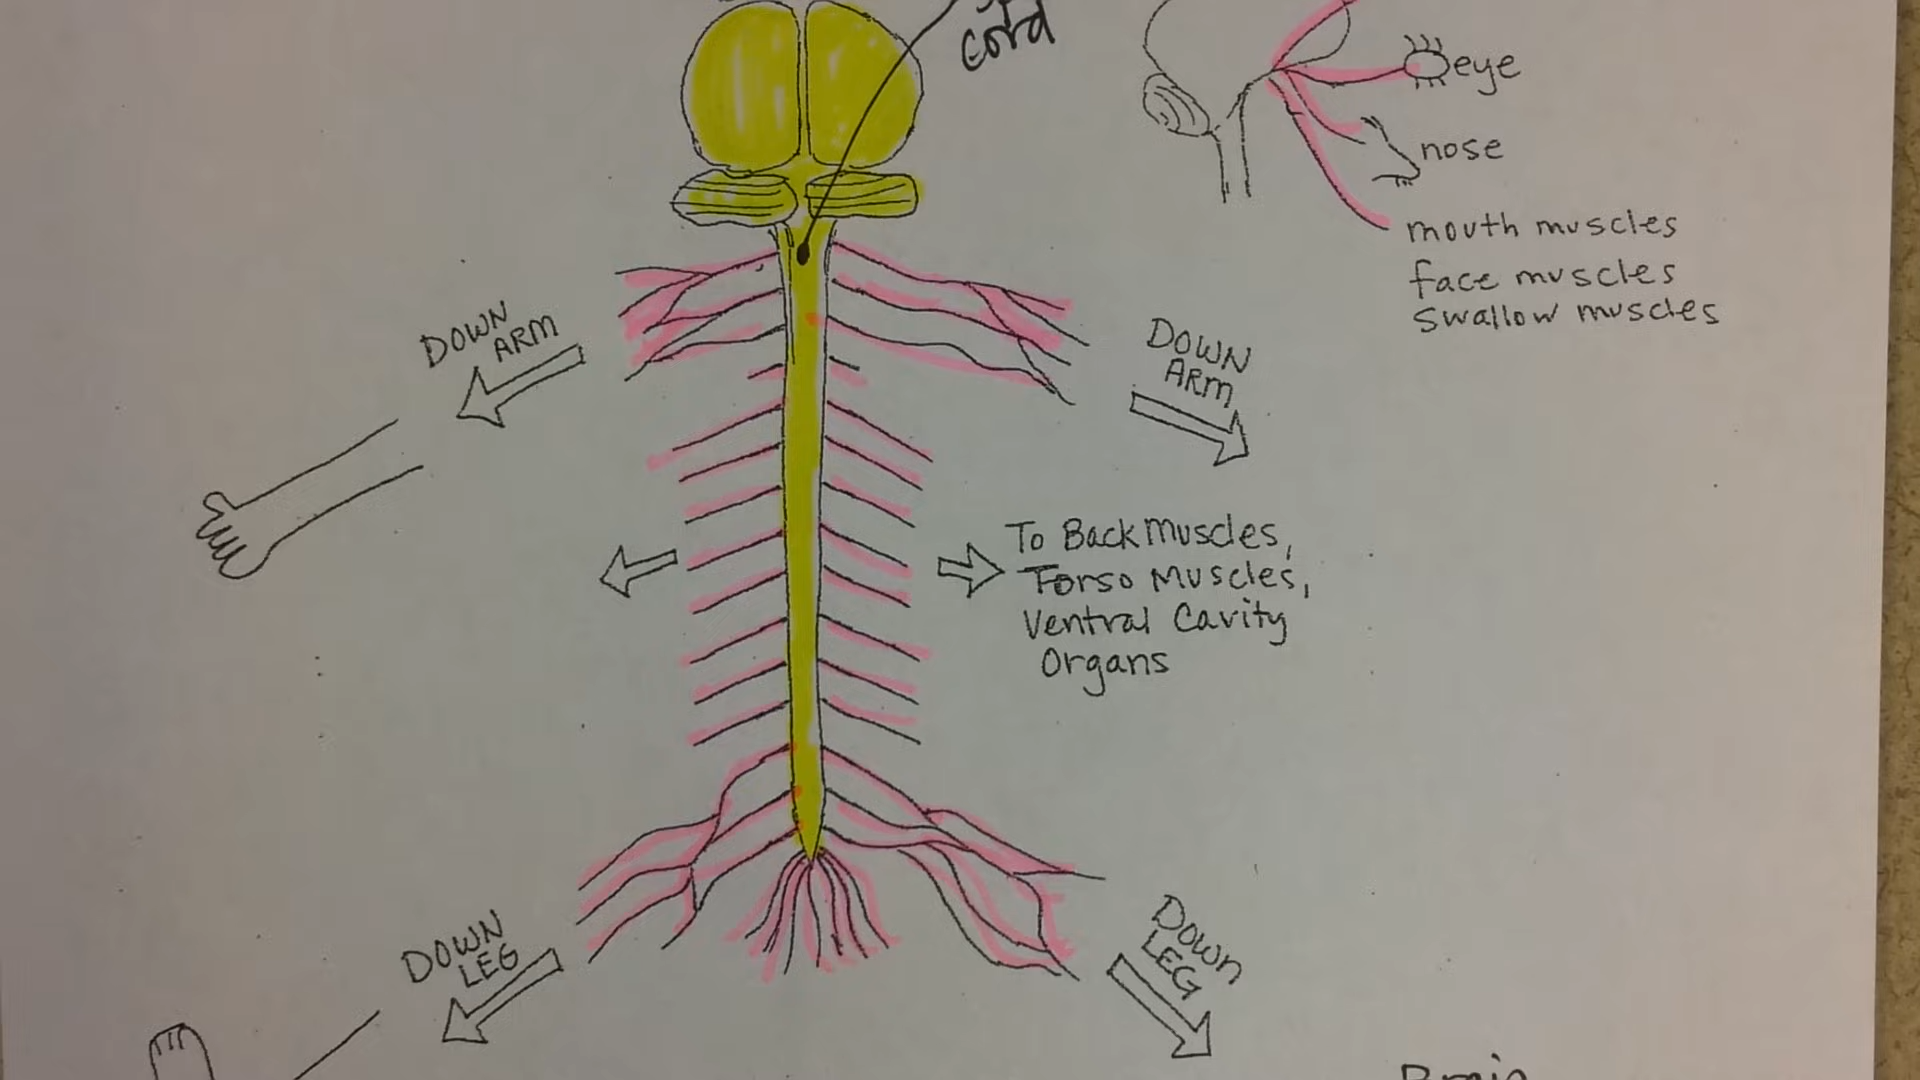 cord
eye
nose
mouth muscles
face muscles
swallow muscles
DOWN
ARM
DOWN
ARM
To Back Muscles,
Torso Muscles,
Ventral Cavity
Organs
DOWN
LEG
DOWN
LEG
Brain